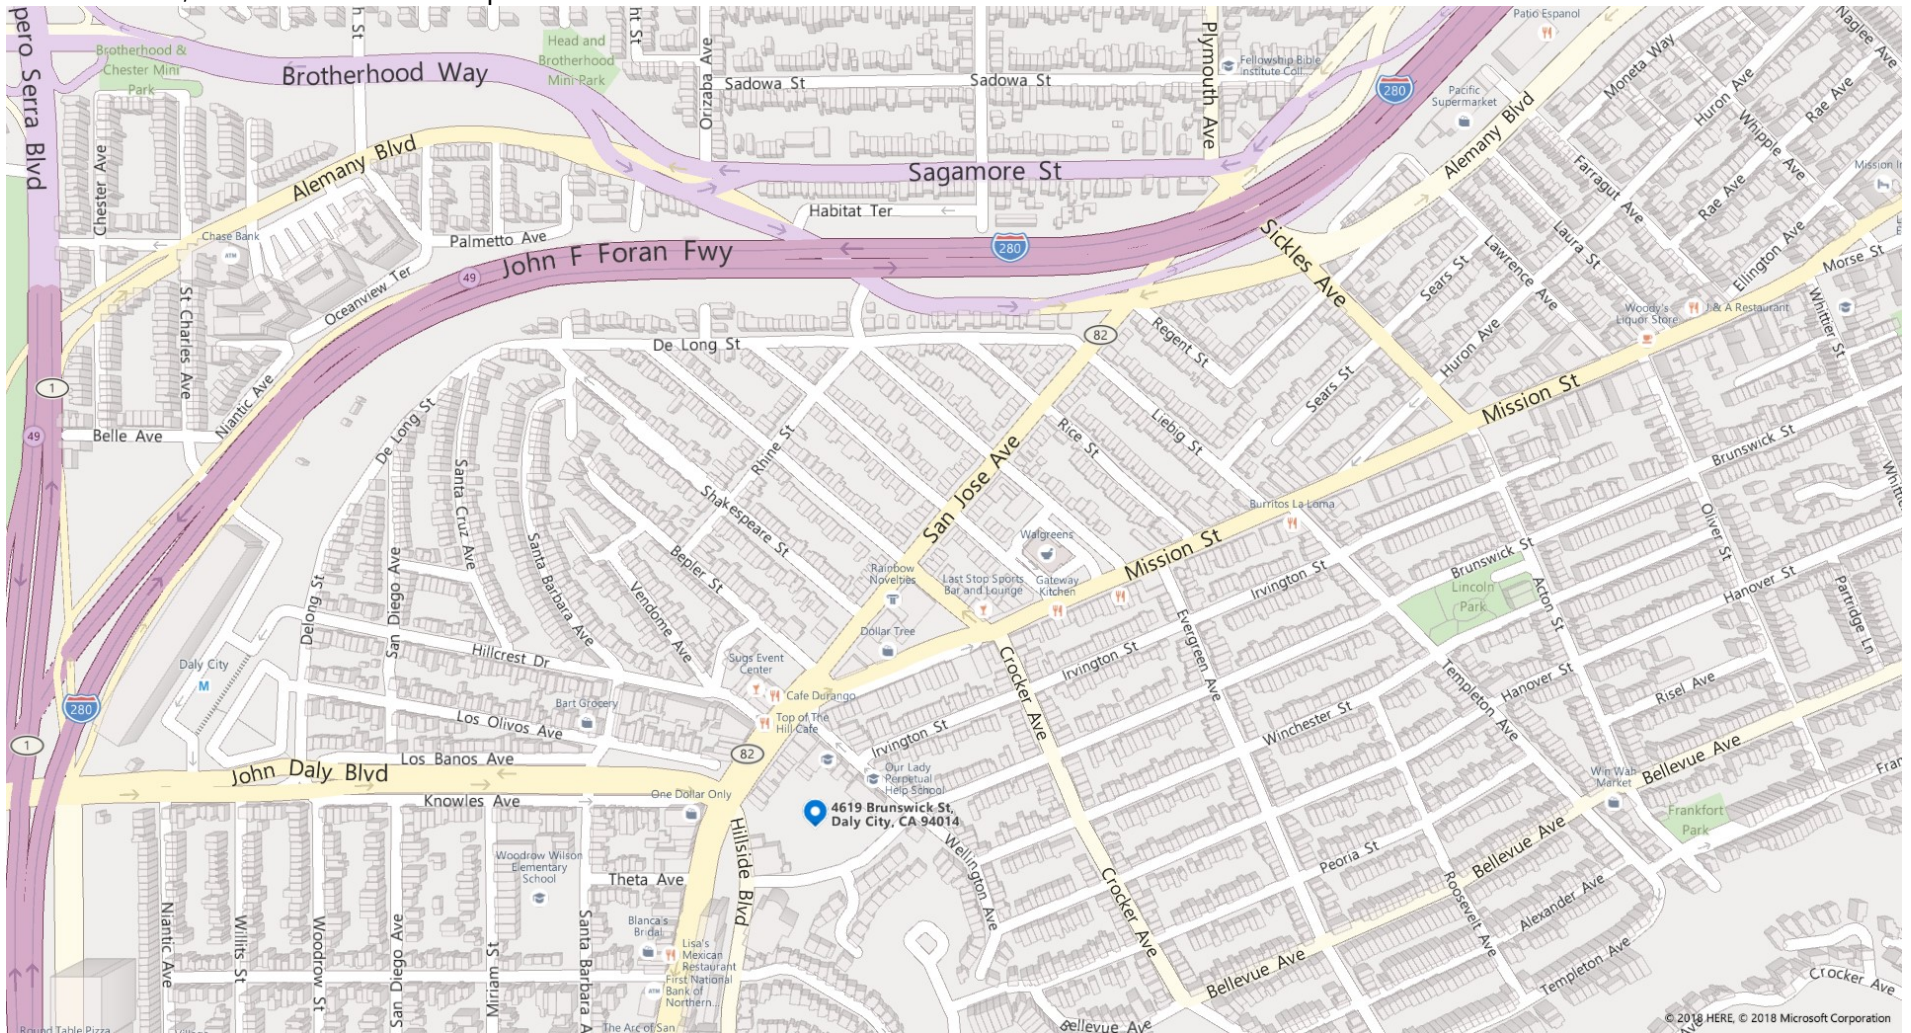 Patio Espanol
Naglee Ave
Brotherhood &
Chester Mini
Park
Head and
Brotherhood
Mini Park
Brotherhood Way
Orizaba Ave
Sadowa St
Sadowa St
Plymouth Ave
Fellowship Bible
Institute Coll
280
Pacific
Supermarket
Moneta Way
Huron Ave
Rae Ave
Whipple Ave
Serra Blvd
Chester Ave
Alemany Blvd
Sagamore St
Alemany Blvd
Farragut Ave
Rae Ave
Habitat Ter
Chase Bank
ATM
Palmetto Ave
John F Foran Fwy
280
49
Sickles Ave
Lawrence Ave
Laura St
Sears St
Ellington Ave
Morse St
Oceanview Ter
St Charles Ave
Woody's
Liquor Store
J & A Restaurant
Whittier St
De Long St
82
Regent St
Huron Ave
1
Niantic Ave
Sears St
Mission St
49
Belle Ave
De Long St
Santa Cruz Ave
Rhine St
San Jose Ave
Rice St
Liebig St
Brunswick St
Shakespeare St
Burritos La Loma
Oliver St
Walgreens
Mission St
Santa Barbara Ave
San Diego Ave
Bepler St
Vendome Ave
Rainbow
Novelties
Last Stop Sports
Bar and Lounge
Gateway
Kitchen
Irvington St
Brunswick St
Lincoln
Park
Acton St
Hanover St
Partridge Ln
Delong St
Hillcrest Dr
Dollar Tree
Evergreen Ave
Daly City
M
Sugs Event
Center
Cafe Durango
Crocker Ave
Irvington St
Templeton Ave
Hanover St
Risel Ave
280
Bart Grocery
Los Olivos Ave
Top of The
Hill Cafe
Irvington St
Winchester St
1
Los Banos Ave
82
John Daly Blvd
Our Lady
Perpetual
Help School
Bellevue Ave
Win Wah
Market
Knowles Ave
One Dollar Only
4619 Brunswick St,
Daly City, CA 94014
Frankfort
Park
Hillside Blvd
Wellington Ave
Bellevue Ave
Peoria St
Woodrow Wilson
Elementary
School
Theta Ave
Crocker Ave
Roosevelt Ave
Alexander Ave
Niantic Ave
Willits St
Woodrow St
San Diego Ave
Miriam St
Santa Barbara A
Blanca's
Bridal
Lisa's
Mexican
Restaurant
ATM
First National
Bank of
Northern...
Bellevue Ave
Templeton Ave
Crocker Ave
Round Table Pizza
The Arc of San
Bellevue Ave
© 2018 HERE, © 2018 Microsoft Corporation